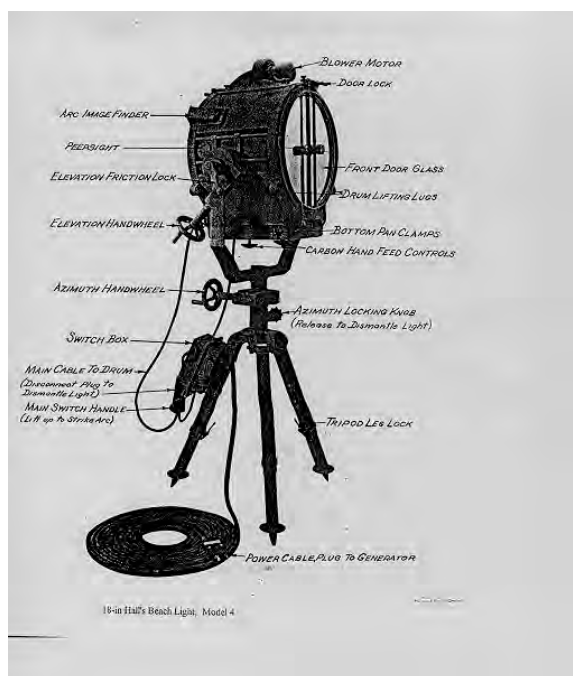 BLOWER MOTOR
DOOR LOCK
ARC IMAGE FINDER
PEEPSIGHT
FRONT DOOR GLASS
ELEVATION FRICTION LOCK
DRUM LIFTING LUGS
ELEVATION HANDWHEEL
BOTTOM PAN CLAMPS
CARBON HAND FEED CONTROLS
AZIMUTH HANDWHEEL
AZIMUTH LOCKING KNOB
(Release to Dismantle Light)
SWITCH BOX
MAIN CABLE TO DRUM
(Disconnect Plug to
Dismantle Light)
MAIN SWITCH HANDLE
(Lift up to Strike Arc)
TRIPOD LEG LOCK
POWER CABLE, PLUG TO GENERATOR
18-in Hall's Beach Light, Model 4